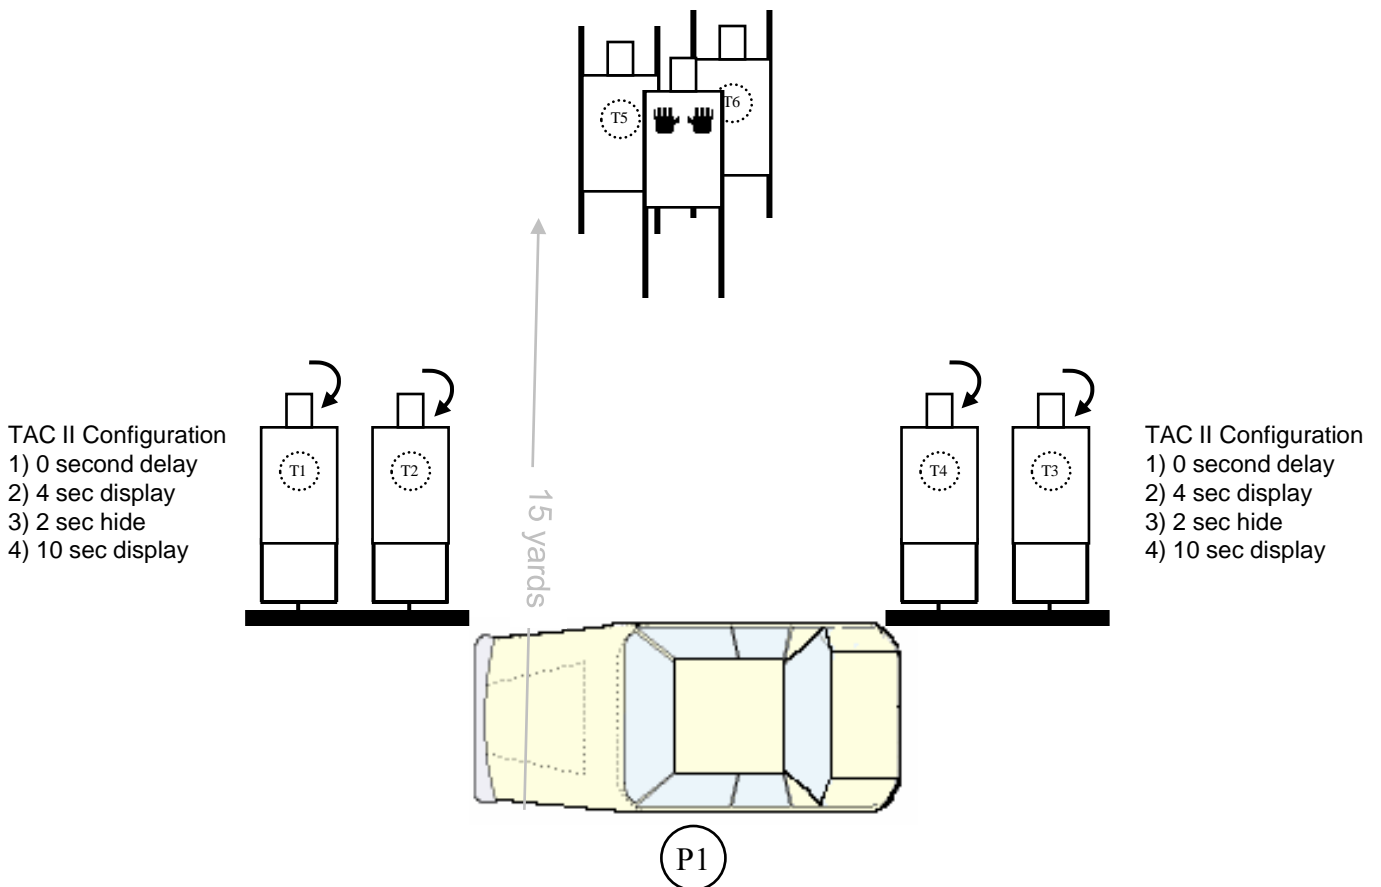 T5
T6
TAC II Configuration
1) 0 second delay
2) 4 sec display
3) 2 sec hide
4) 10 sec display
T1
T2
T4
T3
TAC II Configuration
1) 0 second delay
2) 4 sec display
3) 2 sec hide
4) 10 sec display
15 yards
P1